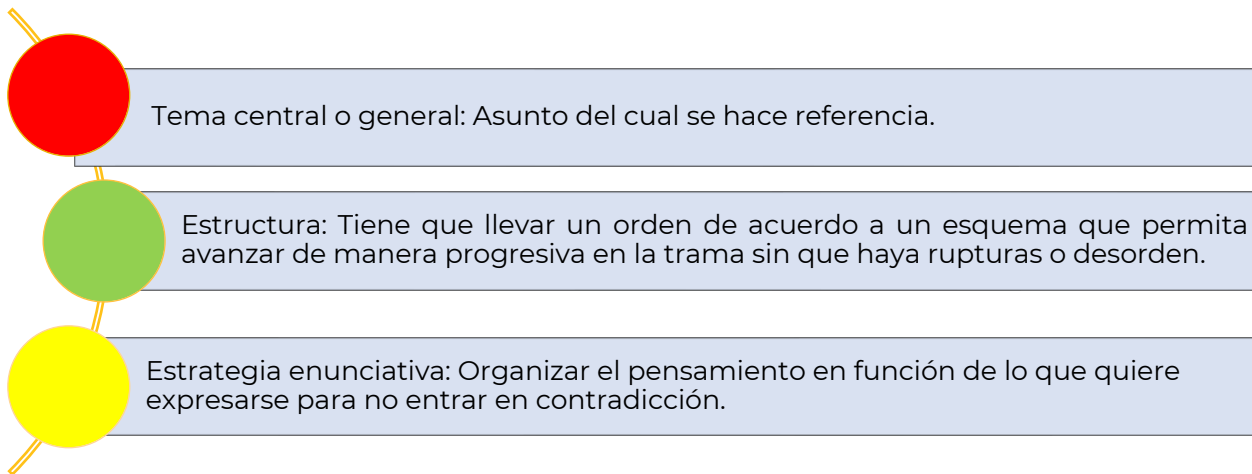 Tema central o general: Asunto del cual se hace referencia.
Estructura: Tiene que llevar un orden de acuerdo a un esquema que permita
avanzar de manera progresiva en la trama sin que haya rupturas o desorden.
Estrategia enunciativa: Organizar el pensamiento en función de lo que quiere
expresarse para no entrar en contradicción.